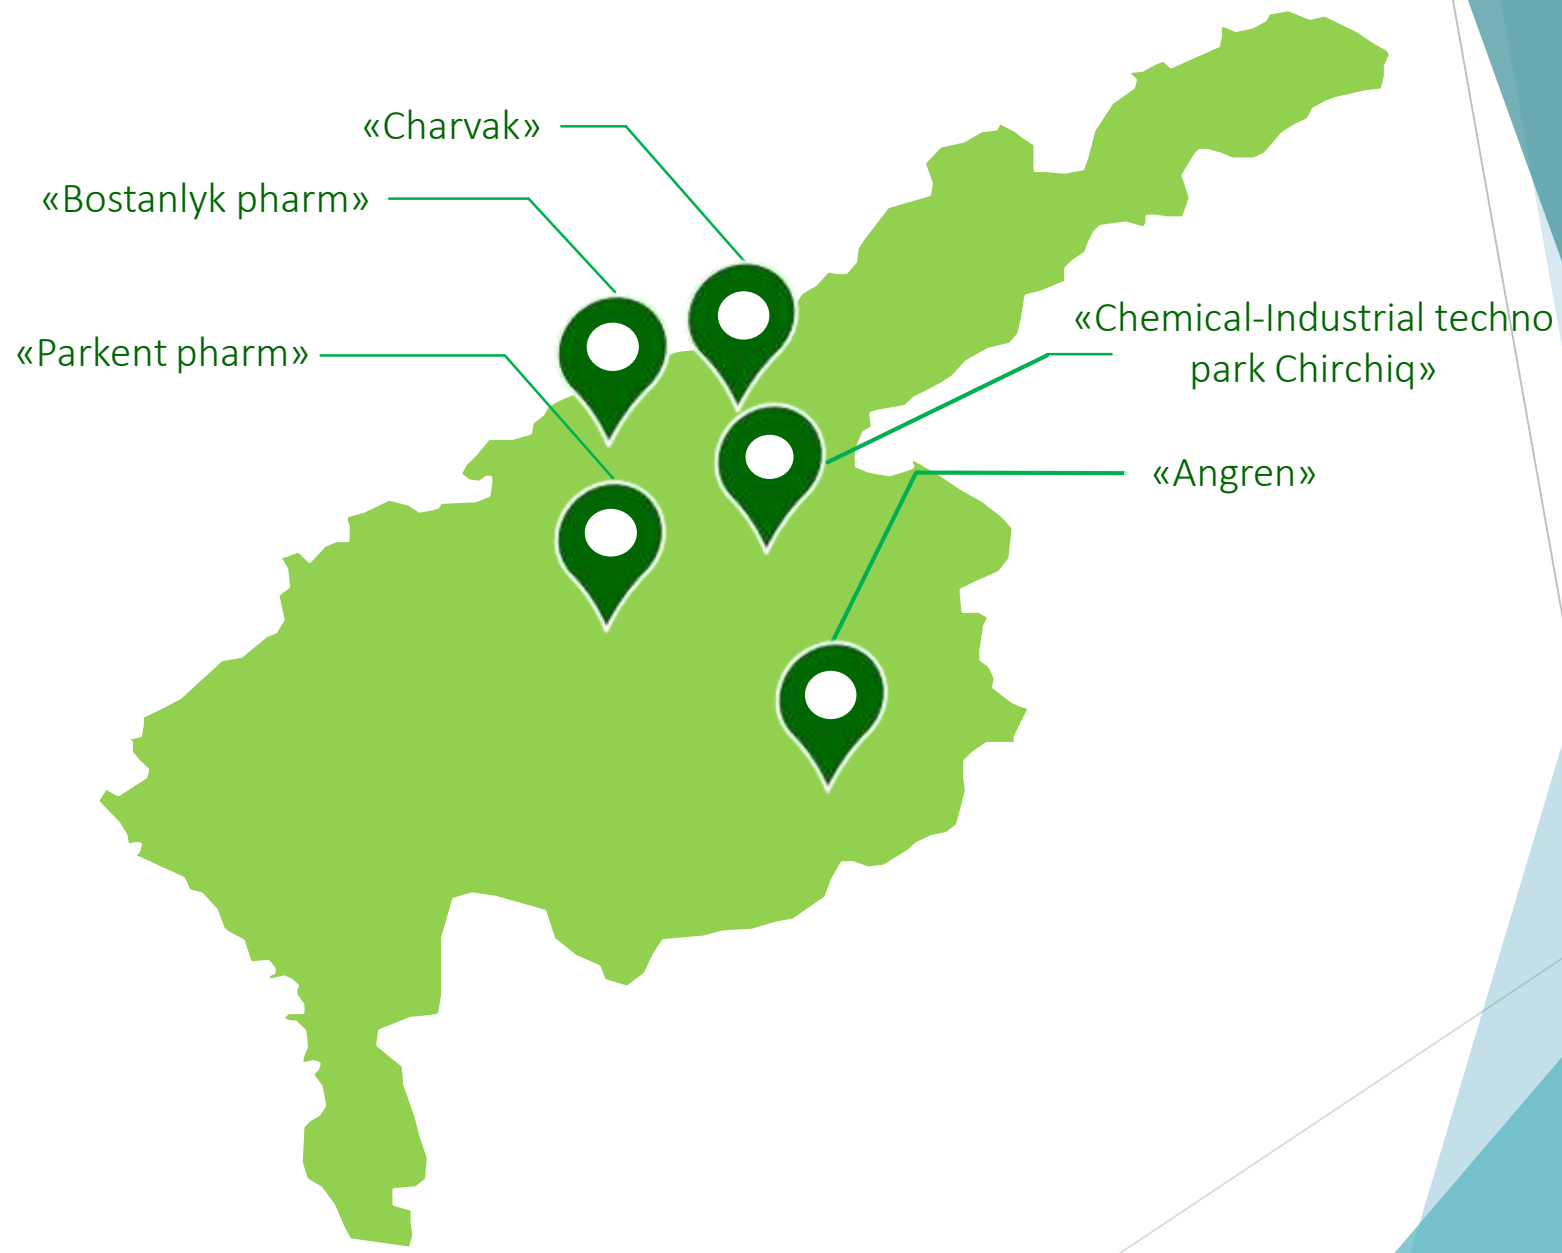 «Charvak»
«Bostanlyk pharm»
«Parkent pharm»
«Chemical-Industrial techno
park Chirchiq»
«Angren»